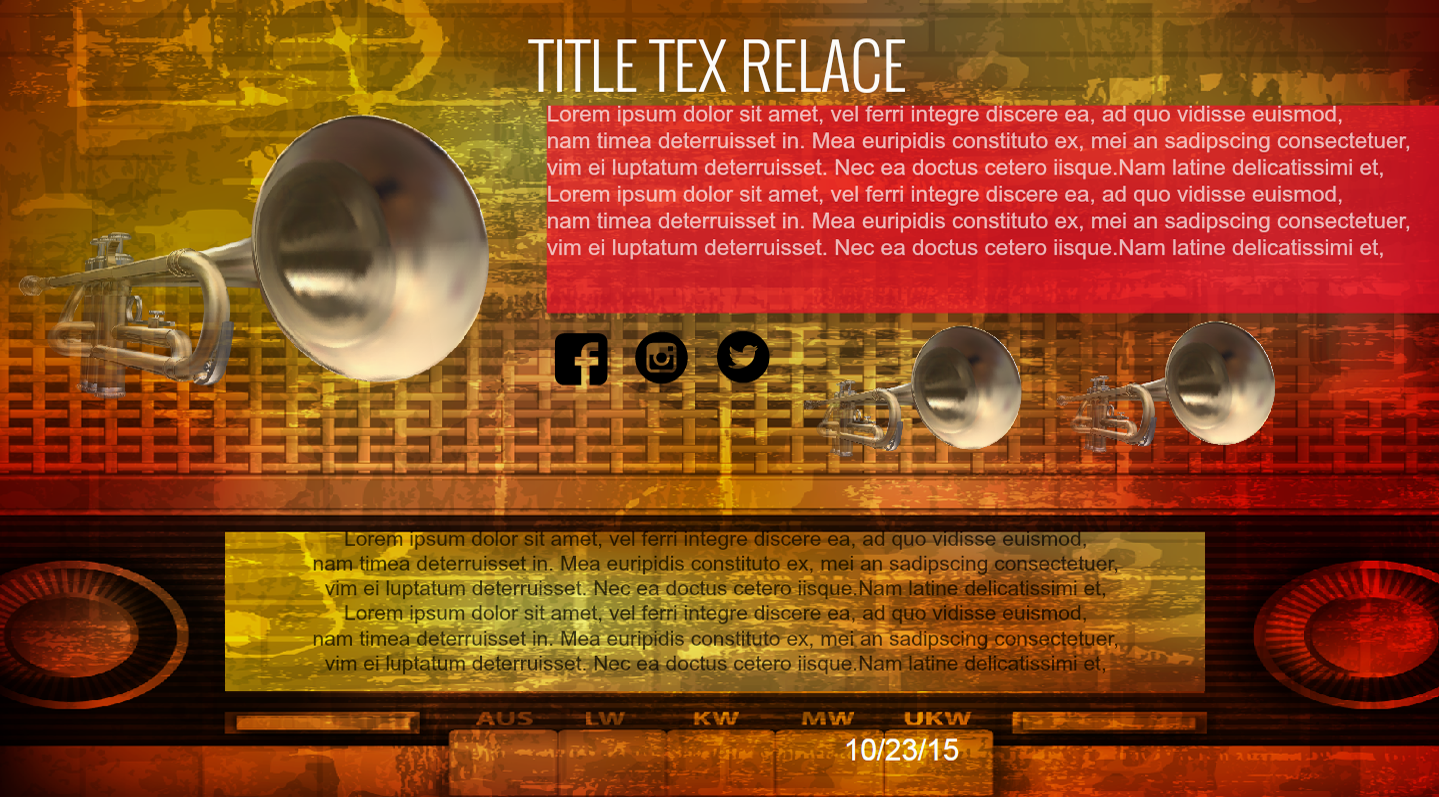 TITLE TEX RELACE
Lorem ipsum dolor sit amet, vel ferri integre discere ea, ad quo vidisse euismod,
nam timea deterruisset in. Mea euripidis constituto ex, mei an sadipscing consectetuer,
vim ei luptatum deterruisset. Nec ea doctus cetero iisque.Nam latine delicatissimi et,
Lorem ipsum dolor sit amet, vel ferri integre discere ea, ad quo vidisse euismod,
nam timea deterruisset in. Mea euripidis constituto ex, mei an sadipscing consectetuer,
vim ei luptatum deterruisset. Nec ea doctus cetero iisque.Nam latine delicatissimi et,
Lorem ipsum dolor sit amet, vel ferri integre discere ea, ad quo vidisse euismod,
nam timea deterruisset in. Mea euripidis constituto ex, mei an sadipscing consectetuer,
vim ei luptatum deterruisset. Nec ea doctus cetero iisque.Nam latine delicatissimi et,
Lorem ipsum dolor sit amet, vel ferri integre discere ea, ad quo vidisse euismod,
nam timea deterruisset in. Mea euripidis constituto ex, mei an sadipscing consectetuer,
vim ei luptatum deterruisset. Nec ea doctus cetero iisque.Nam latine delicatissimi et,
AUS LW KW MW UKW
10/23/15